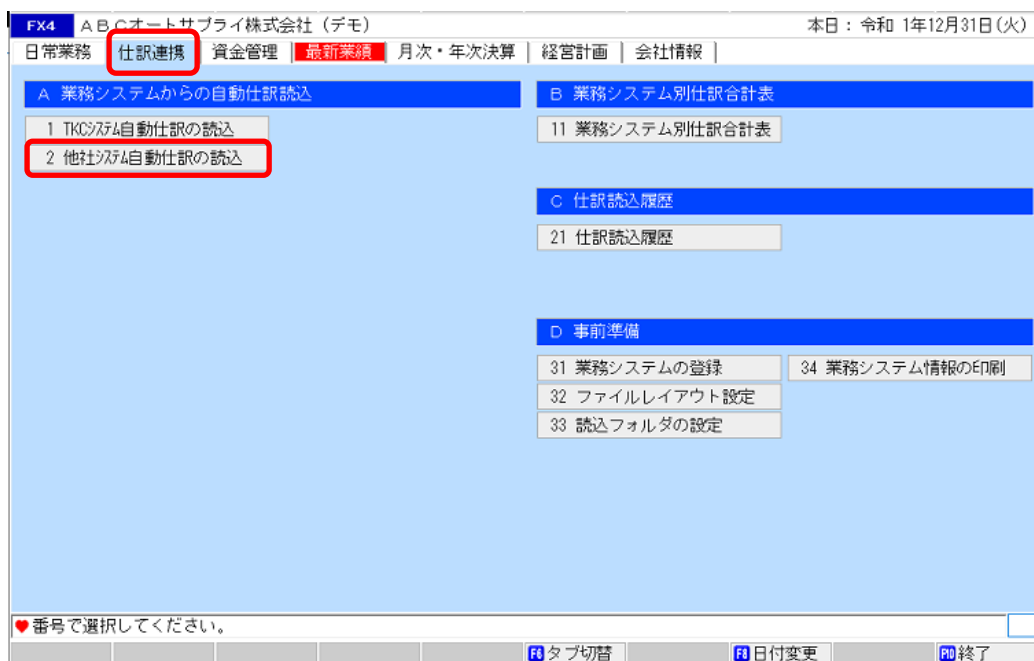 FX4 ABCオートサプライ株式会社（デモ） 本日：令和 1年12月31日(火)
日常業務 仕訳連携 資金管理 最新業績 月次・年次決算 経営計画 会社情報
A 業務システムからの自動仕訳読込
1 TKCシステム自動仕訳の読込
2 他社システム自動仕訳の読込
B 業務システム別仕訳合計表
11 業務システム別仕訳合計表
C 仕訳読込履歴
21 仕訳読込履歴
D 事前準備
31 業務システムの登録 34 業務システム情報の印刷
32 ファイルレイアウト設定
33 読込フォルダの設定
♥番号で選択してください。
F6タブ切替 F8日付変更 F10終了